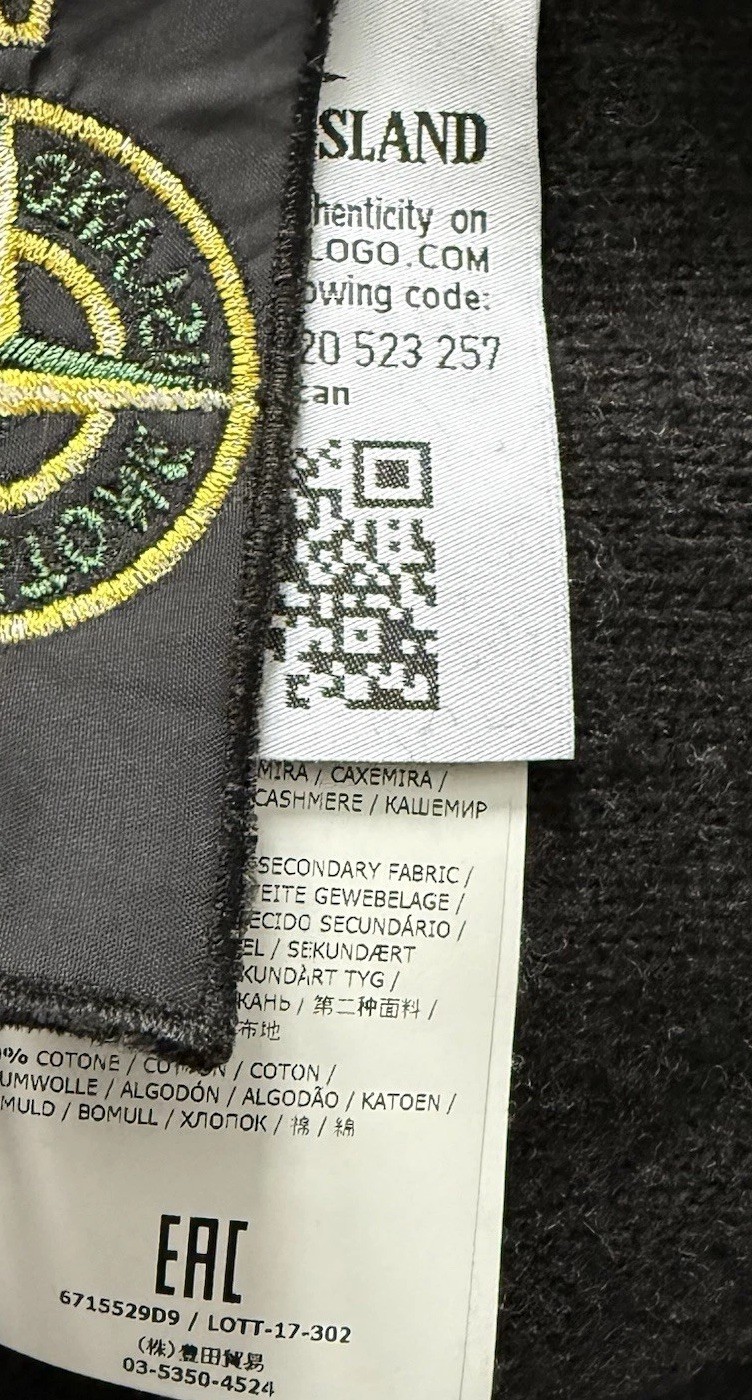 SLAND
henticity on
LOGO.COM
owing code:
20 523 257
can
MIRA / CAXEMIRA /
CASHMERE / КАШЕМИР
SECONDARY FABRIC /
EITE GEWEBELAGE /
ECIDO SECUNDÁRIO /
EL / SEKUNDÆRT
KUNDÄRT TYG /
КАНЬ / 第二种面料 /
布地
% COTONE / COTTON / COTON /
UMWOLLE / ALGODÓN / ALGODÃO / KATOEN /
MULD / BOMULL / ХЛОПОК / 棉 / 綿
EAC
6715529D9 / LOTT-17-302
(株)豊田貿易
03-5350-4524